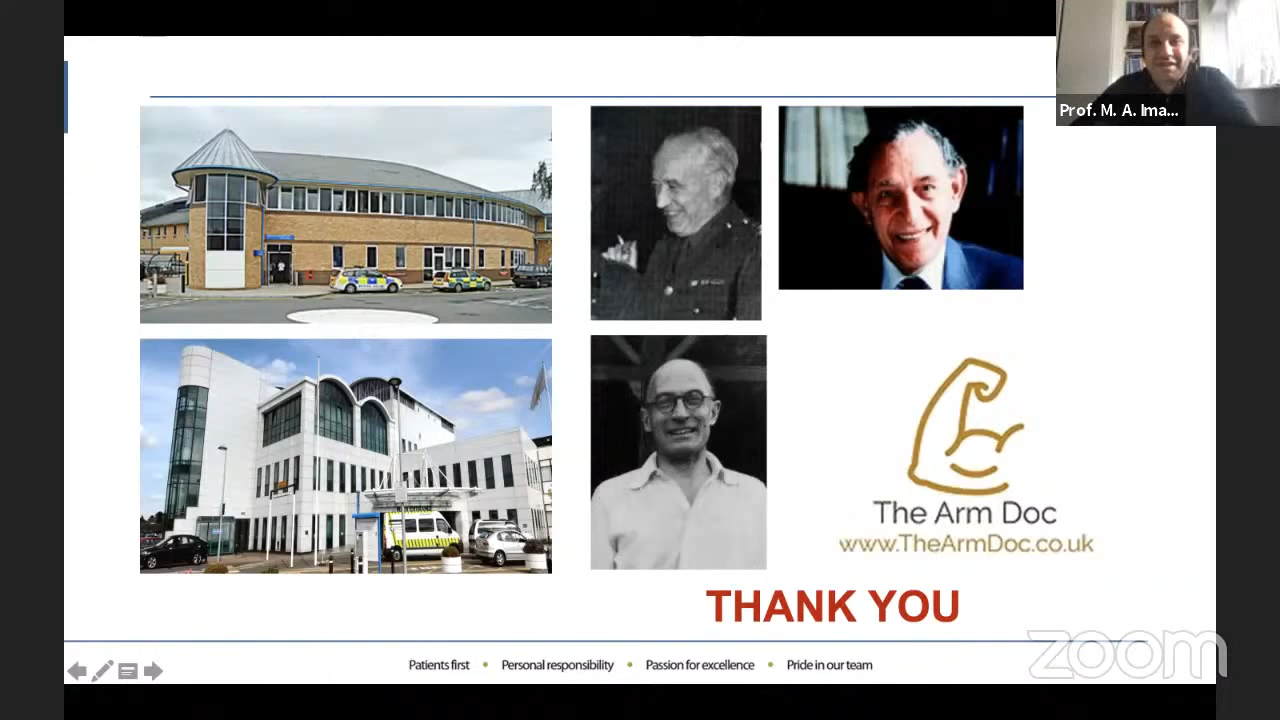 Prof. M. A. Ima...
The Arm Doc
www.TheArmDoc.co.uk
THANK YOU
zoom
Patients first • Personal responsibility • Passion for excellence • Pride in our team